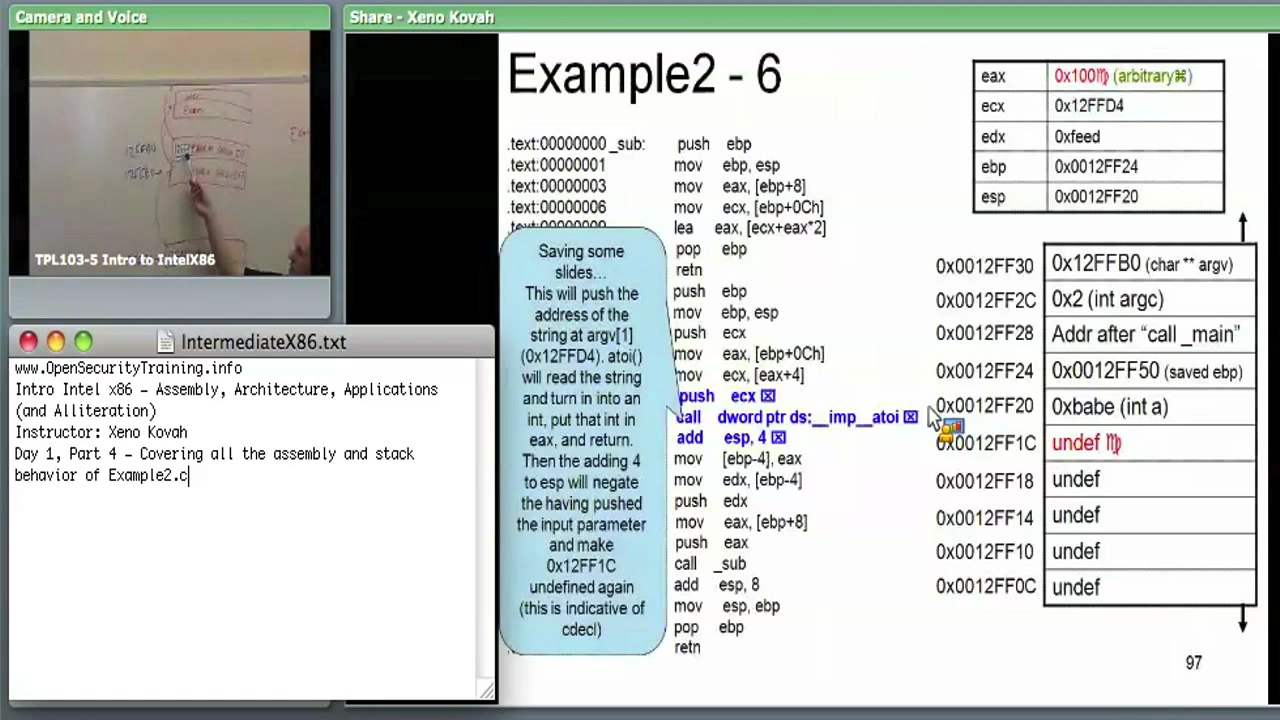 Camera and Voice
TPL103-5 Intro to IntelX86
IntermediateX86.txt
www.OpenSecurityTraining.info
Intro Intel x86 – Assembly, Architecture, Applications
(and Alliteration)
Instructor: Xeno Kovah
Day 1, Part 4 – Covering all the assembly and stack
behavior of Example2.c
Share - Xeno Kovah
Example2 - 6
.text:00000000 _sub: push ebp
.text:00000001 mov ebp, esp
.text:00000003 mov eax, [ebp+8]
.text:00000006 mov ecx, [ebp+0Ch]
lea eax, [ecx+eax*2]
pop ebp
retn
push ebp
mov ebp, esp
push ecx
mov eax, [ebp+0Ch]
mov ecx, [eax+4]
push ecx ⌧
call dword ptr ds:__imp__atoi ⌧
add esp, 4 ⌧
mov [ebp-4], eax
mov edx, [ebp-4]
push edx
mov eax, [ebp+8]
push eax
call _sub
add esp, 8
mov esp, ebp
pop ebp
retn
Saving some
slides…
This will push the
address of the
string at argv[1]
(0x12FFD4). atoi()
will read the string
and turn in into an
int, put that int in
eax, and return.
Then the adding 4
to esp will negate
the having pushed
the input parameter
and make
0x12FF1C
undefined again
(this is indicative of
cdecl)
eax 0x100♍ (arbitrary⌘)
ecx 0x12FFD4
edx 0xfeed
ebp 0x0012FF24
esp 0x0012FF20
0x0012FF30 0x12FFB0 (char ** argv)
0x0012FF2C 0x2 (int argc)
0x0012FF28 Addr after “call _main”
0x0012FF24 0x0012FF50 (saved ebp)
0x0012FF20 0xbabe (int a)
0x0012FF1C undef ♍
0x0012FF18 undef
0x0012FF14 undef
0x0012FF10 undef
0x0012FF0C undef
97